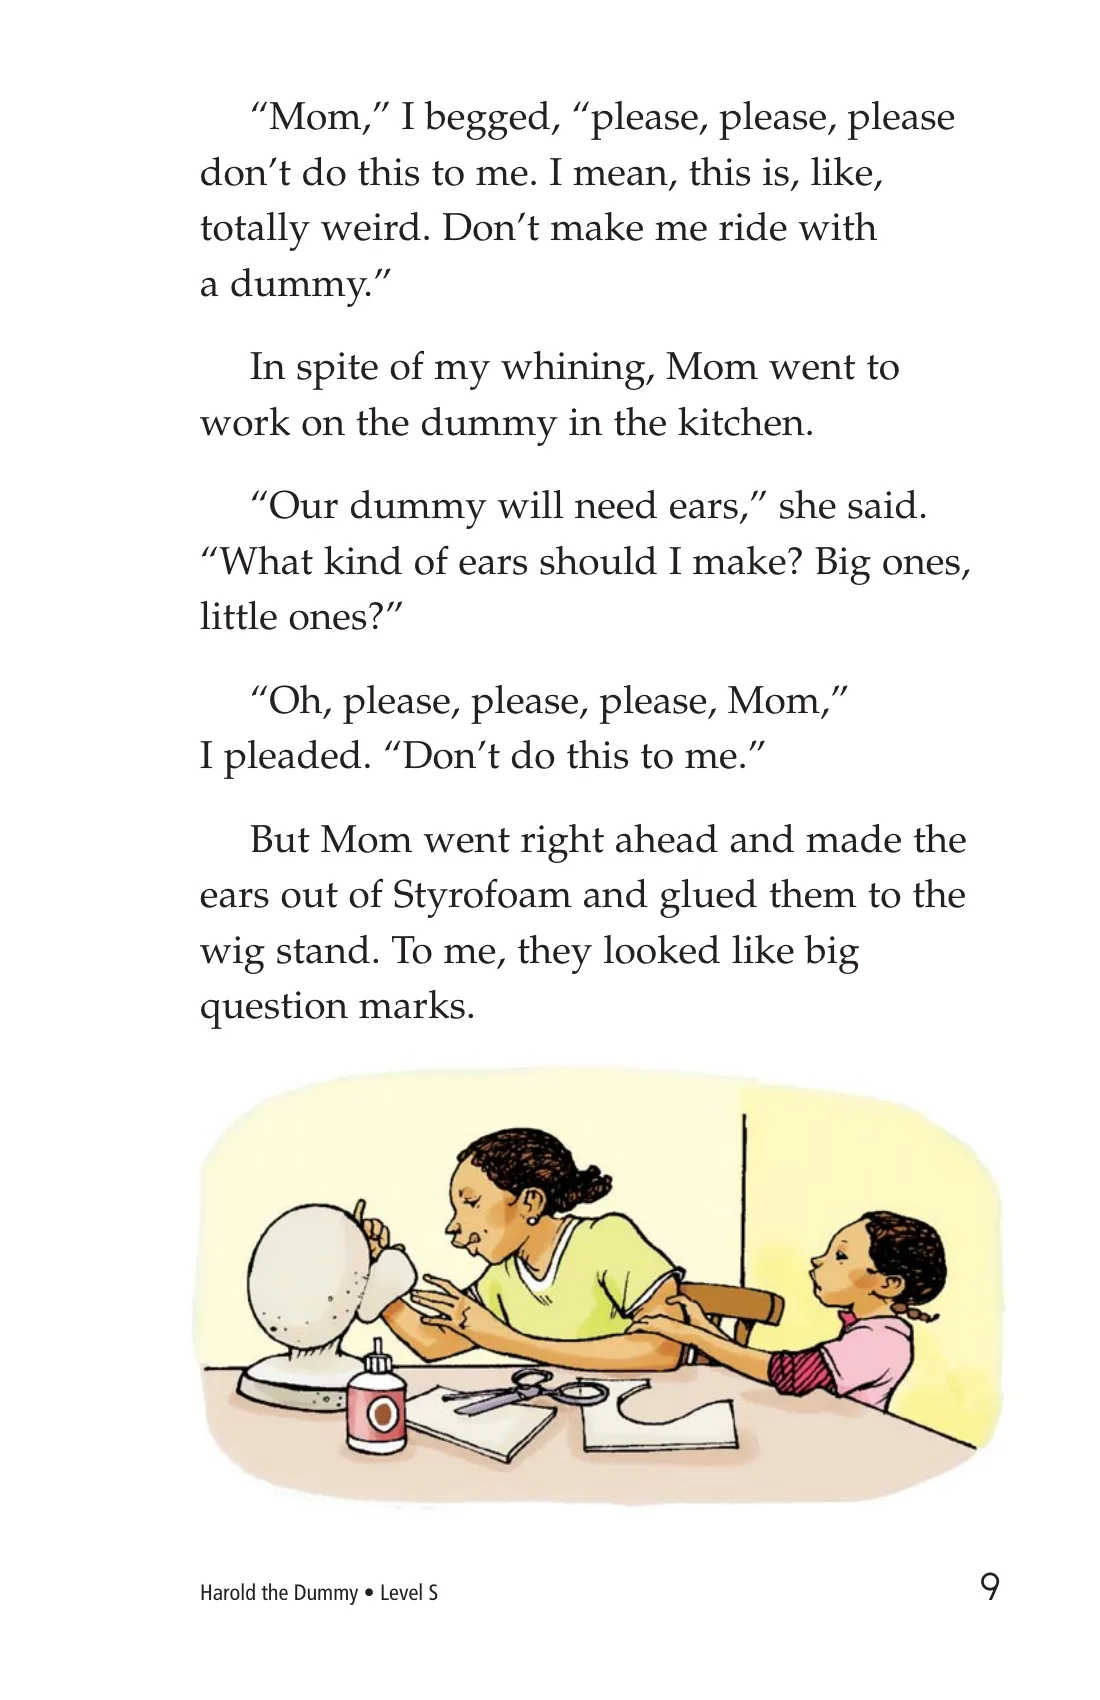 “Mom,” I begged, “please, please, please
don’t do this to me. I mean, this is, like,
totally weird. Don’t make me ride with
a dummy.”
In spite of my whining, Mom went to
work on the dummy in the kitchen.
“Our dummy will need ears,” she said.
“What kind of ears should I make? Big ones,
little ones?”
“Oh, please, please, please, Mom,”
I pleaded. “Don’t do this to me.”
But Mom went right ahead and made the
ears out of Styrofoam and glued them to the
wig stand. To me, they looked like big
question marks.
Harold the Dummy • Level S
9